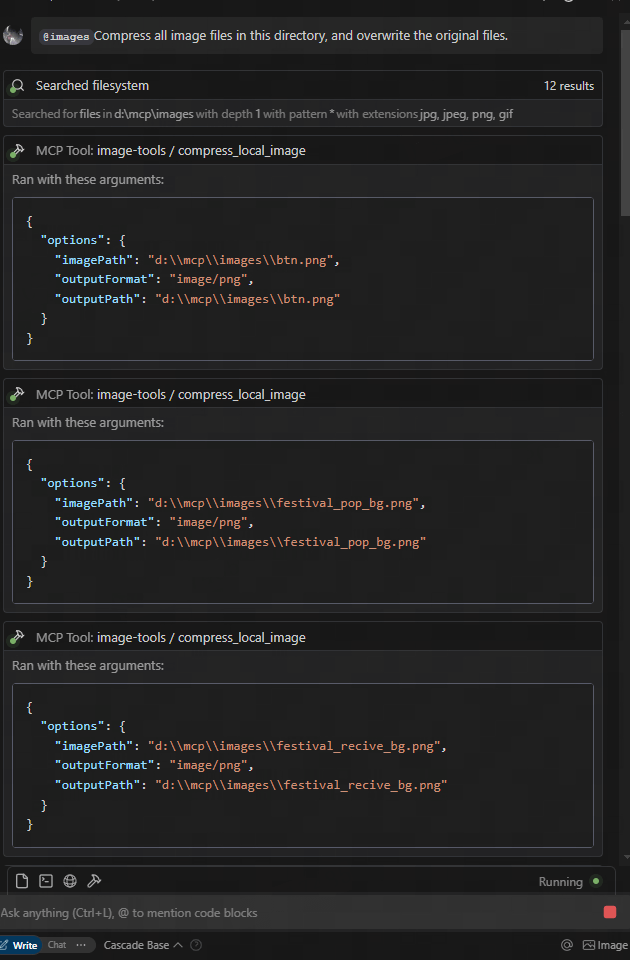 @images Compress all image files in this directory, and overwrite the original files.
Searched filesystem 12 results
Searched for files in d:\mcp\images with depth 1 with pattern * with extensions jpg, jpeg, png, gif
MCP Tool: image-tools / compress_local_image
Ran with these arguments:
{
"options": {
"imagePath": "d:\\mcp\\images\\btn.png",
"outputFormat": "image/png",
"outputPath": "d:\\mcp\\images\\btn.png"
}
}
MCP Tool: image-tools / compress_local_image
Ran with these arguments:
{
"options": {
"imagePath": "d:\\mcp\\images\\festival_pop_bg.png",
"outputFormat": "image/png",
"outputPath": "d:\\mcp\\images\\festival_pop_bg.png"
}
}
MCP Tool: image-tools / compress_local_image
Ran with these arguments:
{
"options": {
"imagePath": "d:\\mcp\\images\\festival_recive_bg.png",
"outputFormat": "image/png",
"outputPath": "d:\\mcp\\images\\festival_recive_bg.png"
}
}
Running
Ask anything (Ctrl+L), @ to mention code blocks
Write Chat ... Cascade Base ? @ Image